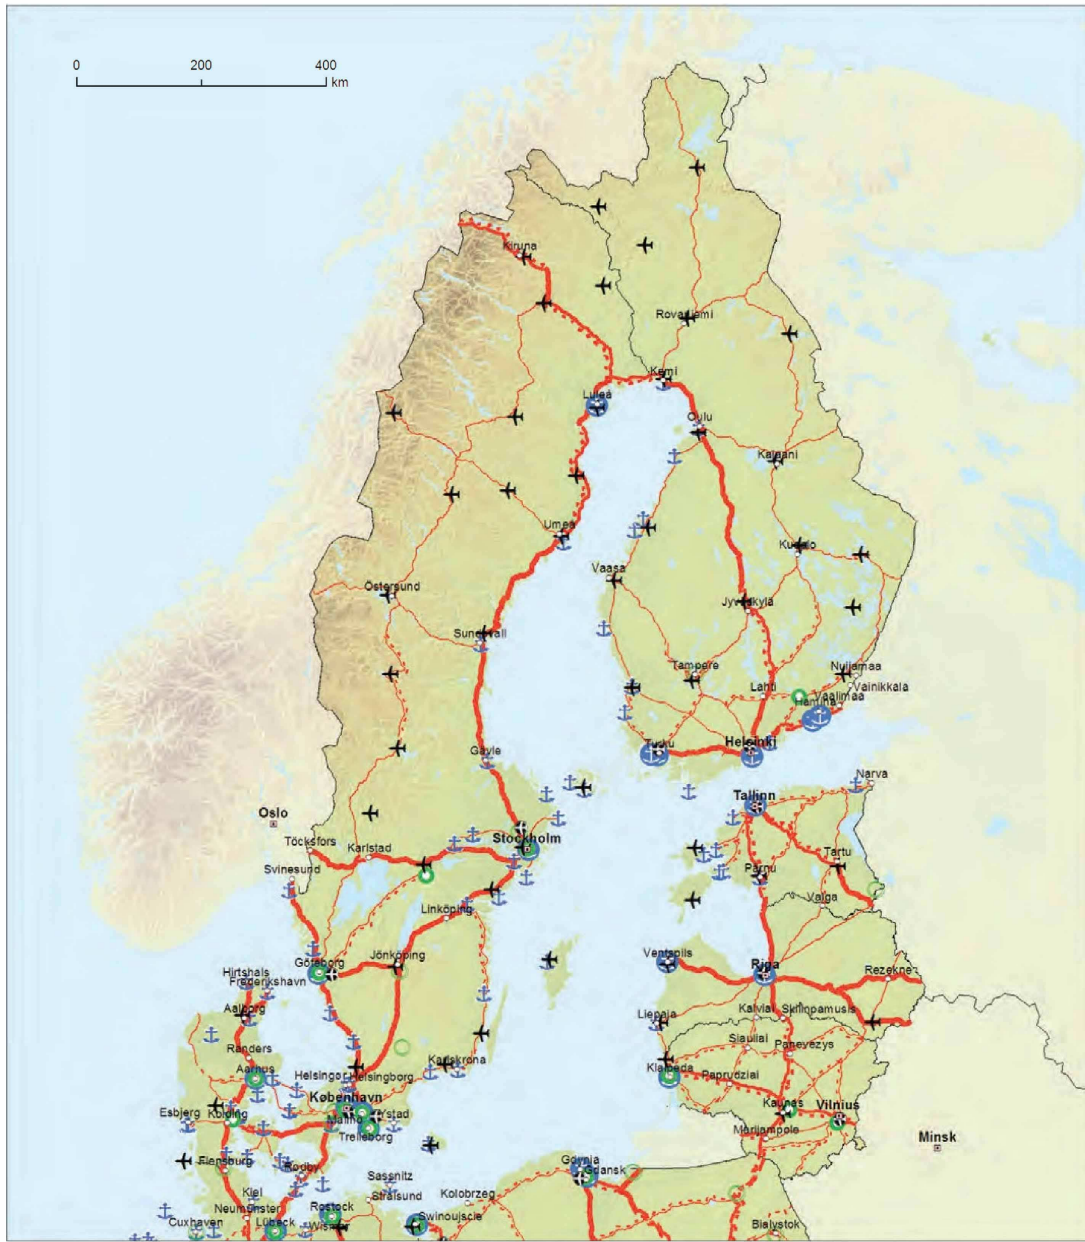 0 200 400
km
Kiruna
Rovaniemi
Kemi
Luleå
Oulu
Kajaani
Umeå
Kuopio
Vaasa
Östersund
Jyväskylä
Sundsvall
Tampere
Nuijamaa
Lahti
Vainikkala
Vaalimaa
Hamina
Gävle
Turku
Helsinki
Narva
Tallinn
Oslo
Töcksfors
Karlstad
Stockholm
Tartu
Pärnu
Svinesund
Valga
Linköping
Jönköping
Ventspils
Göteborg
Riga
Rezekne
Hirtshals
Frederikshavn
Aalborg
Liepaja
Kalviai
Skilinpamusis
Randers
Siauliai
Panevezys
Karlskrona
Aarhus
Helsingør
Helsingborg
Klaipeda
Paprudziai
København
Kaunas
Vilnius
Esbjerg
Kolding
Malmö
Ystad
Trelleborg
Marijampole
Minsk
Flensburg
Rødby
Gdynia
Gdansk
Sassnitz
Kiel
Stralsund
Kolobrzeg
Neumünster
Rostock
Cuxhaven
Lübeck
Wismar
Swinoujscie
Bialystok